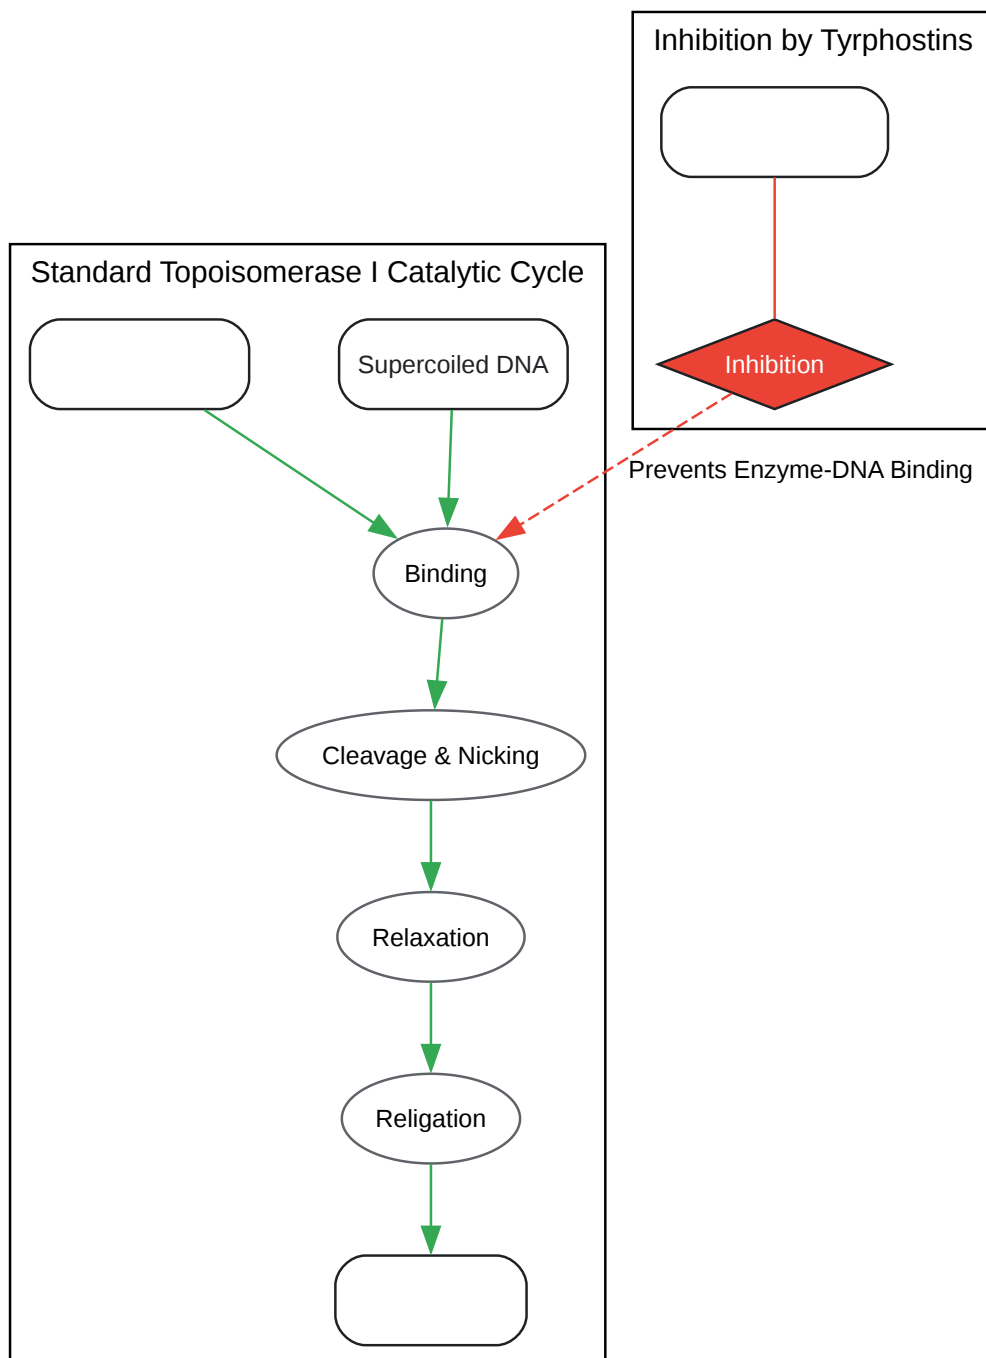 Inhibition by Tyrphostins
Standard Topoisomerase I Catalytic Cycle
Supercoiled DNA
Inhibition
Prevents Enzyme-DNA Binding
Binding
Cleavage & Nicking
Relaxation
Religation